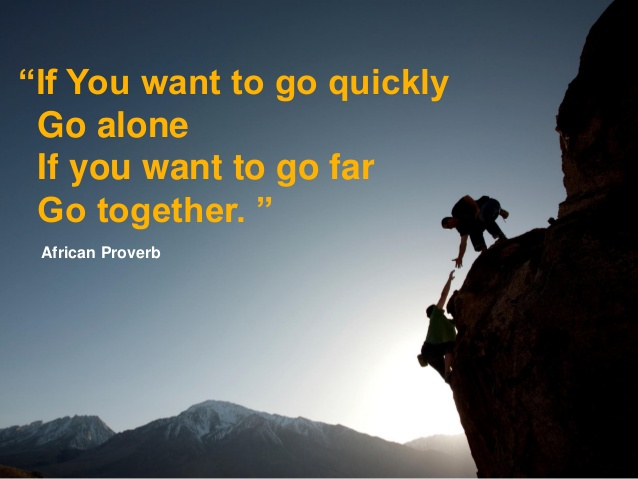 “If You want to go quickly
Go alone
If you want to go far
Go together. ”
African Proverb